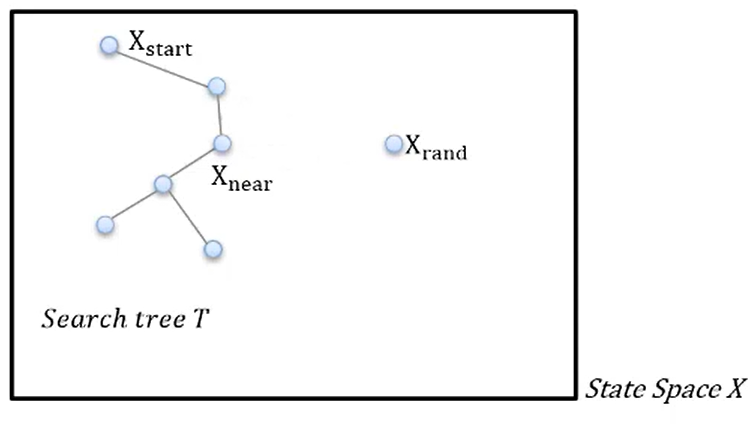 Xstart
Xrand
Xnear
Search tree T
State Space X